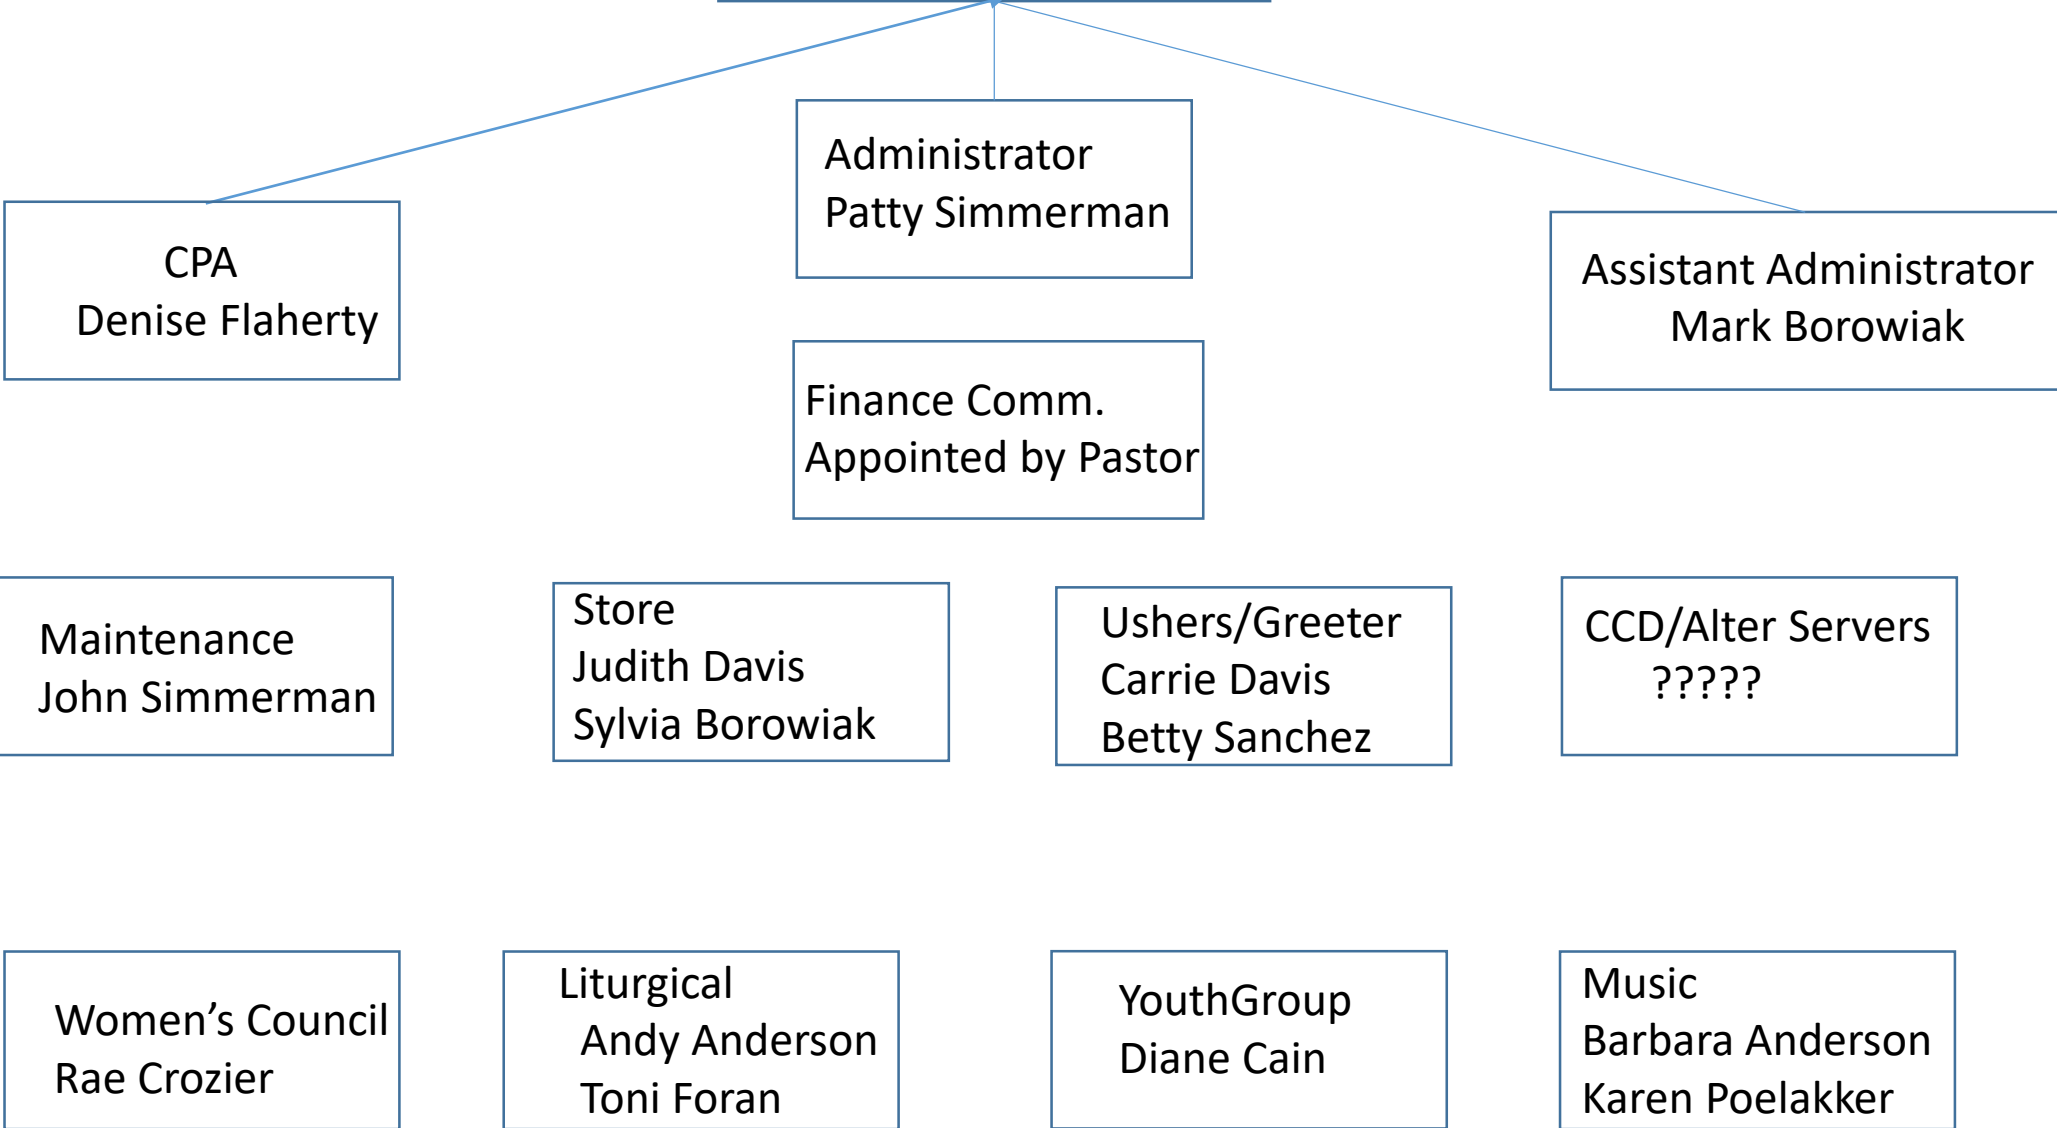 Administrator
Patty Simmerman
CPA
Denise Flaherty
Assistant Administrator
Mark Borowiak
Finance Comm.
Appointed by Pastor
Maintenance
John Simmerman
Store
Judith Davis
Sylvia Borowiak
Ushers/Greeter
Carrie Davis
Betty Sanchez
CCD/Alter Servers
?????
Women’s Council
Rae Crozier
Liturgical
Andy Anderson
Toni Foran
YouthGroup
Diane Cain
Music
Barbara Anderson
Karen Poelakker